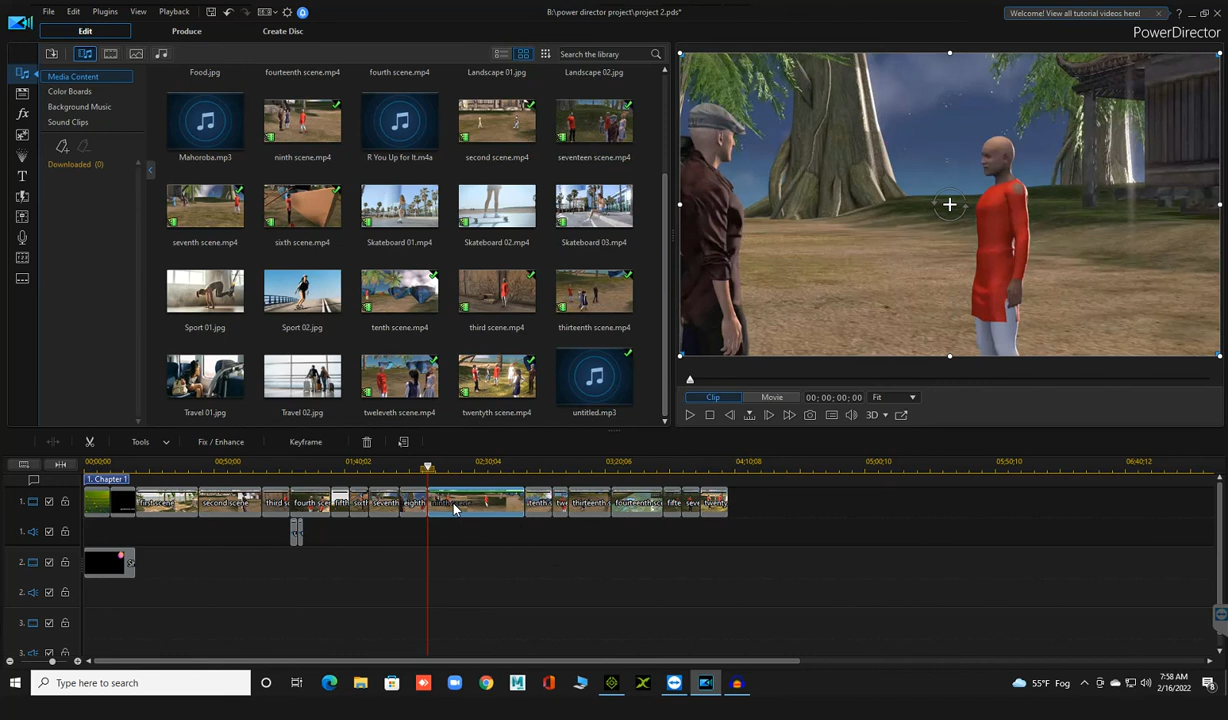 File Edit Plugins View Playback
B:\power director project\project 2.pds*
Welcome! View all tutorial videos here!
PowerDirector
Edit Produce Create Disc
Search the library
Media Content
Color Boards
Background Music
Sound Clips
Downloaded (0)
Food.jpg fourteenth scene.mp4 fourth scene.mp4 Landscape 01.jpg Landscape 02.jpg
Mahoroba.mp3 ninth scene.mp4 R You Up for It.m4a second scene.mp4 seventeen scene.mp4
seventh scene.mp4 sixth scene.mp4 Skateboard 01.mp4 Skateboard 02.mp4 Skateboard 03.mp4
Sport 01.jpg Sport 02.jpg tenth scene.mp4 third scene.mp4 thirteenth scene.mp4
Travel 01.jpg Travel 02.jpg tweleveth scene.mp4 twentyth scene.mp4 untitled.mp3
Clip Movie 00; 00; 00; 00 Fit
3D
Tools Fix / Enhance Keyframe
00;00;00 00;50;00 01;40;02 02;30;04 03;20;06 04;10;08 05;00;10 05;50;10 06;40;12
1. Chapter 1
1. first scene second scene third s fourth scen fifth seventh eighth tenth s twe thirteenth s fourteenth sc fifte seve twenty
1.
2.
2.
3.
3.
Type here to search
55°F Fog
7:58 AM
2/16/2022
8